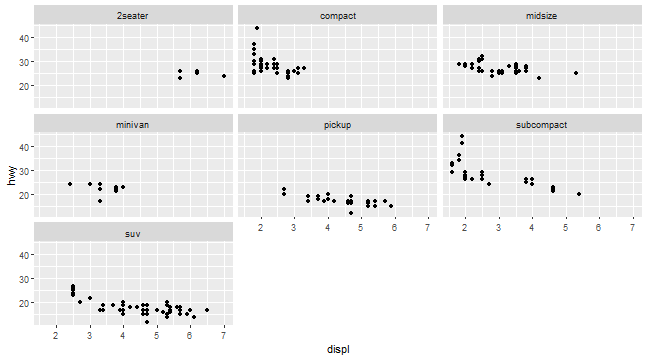 2seater compact midsize
40
30
20
minivan pickup subcompact
hwy
40
30
20
2 3 4 5 6 7 2 3 4 5 6 7
suv
40
30
20
2 3 4 5 6 7
displ